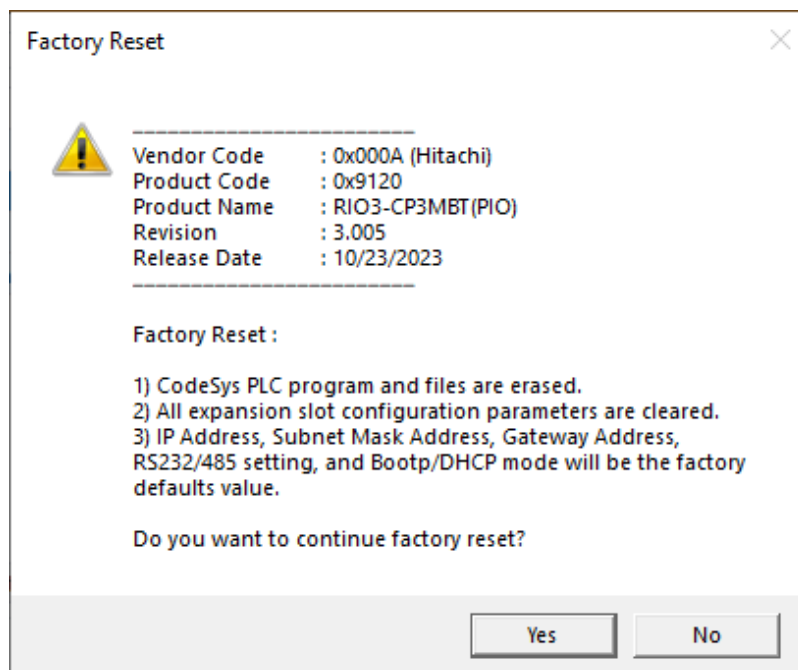 Factory Reset
________________________
Vendor Code : 0x000A (Hitachi)
Product Code : 0x9120
Product Name : RIO3-CP3MBT(PIO)
Revision : 3.005
Release Date : 10/23/2023
________________________
Factory Reset :
1) CodeSys PLC program and files are erased.
2) All expansion slot configuration parameters are cleared.
3) IP Address, Subnet Mask Address, Gateway Address,
RS232/485 setting, and Bootp/DHCP mode will be the factory
defaults value.
Do you want to continue factory reset?
Yes
No